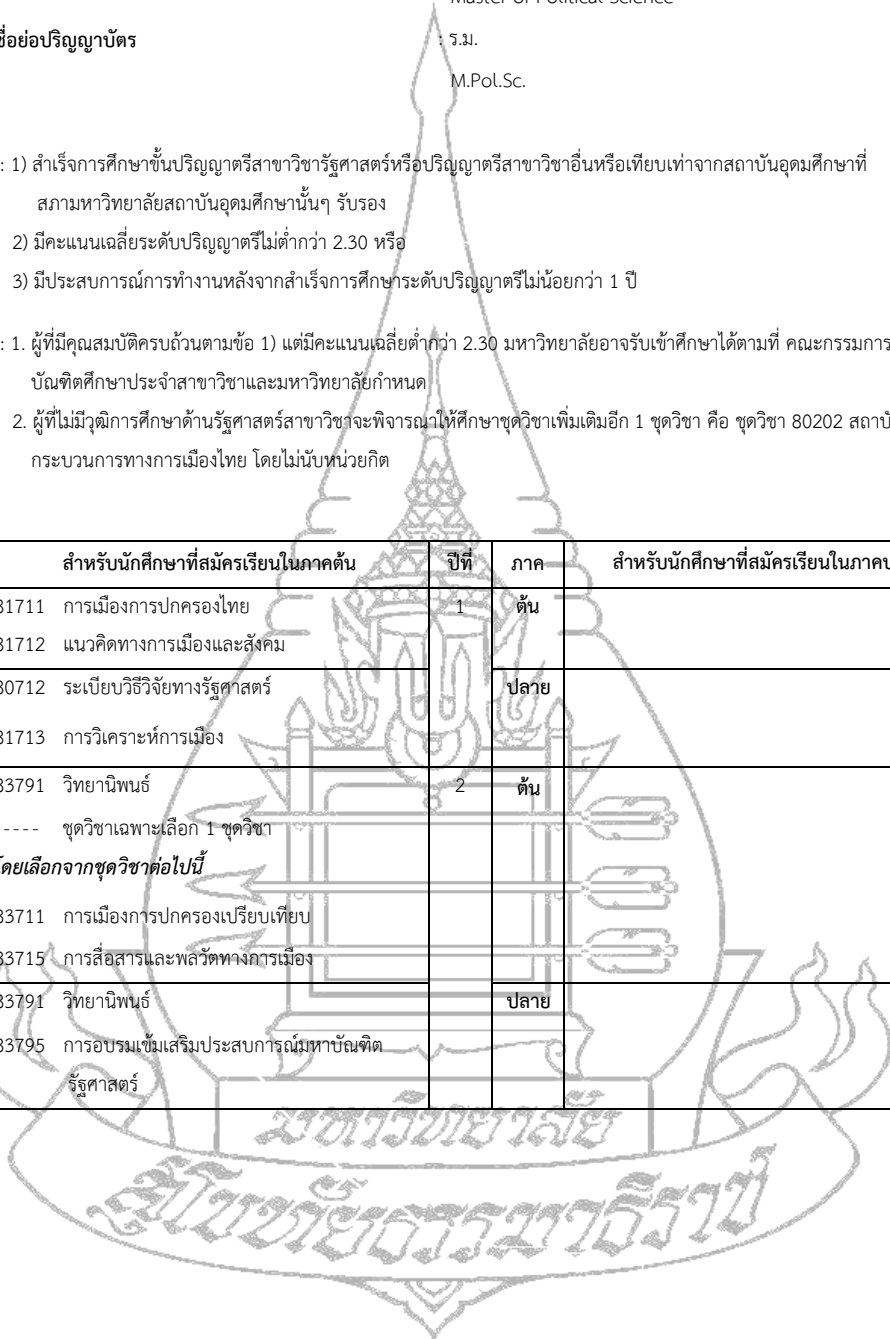 Master of Political Science
ชื่อย่อปริญญาบัตร : ร.ม.
M.Pol.Sc.
: 1) สำเร็จการศึกษาขั้นปริญญาตรีสาขาวิชารัฐศาสตร์หรือปริญญาตรีสาขาวิชาอื่นหรือเทียบเท่าจากสถาบันอุดมศึกษาที่
สภามหาวิทยาลัยสถาบันอุดมศึกษานั้นๆ รับรอง
2) มีคะแนนเฉลี่ยระดับปริญญาตรีไม่ต่ำกว่า 2.30 หรือ
3) มีประสบการณ์การทำงานหลังจากสำเร็จการศึกษาระดับปริญญาตรีไม่น้อยกว่า 1 ปี
: 1. ผู้ที่มีคุณสมบัติครบถ้วนตามข้อ 1) แต่มีคะแนนเฉลี่ยต่ำกว่า 2.30 มหาวิทยาลัยอาจรับเข้าศึกษาได้ตามที่ คณะกรรมการ
บัณฑิตศึกษาประจำสาขาวิชาและมหาวิทยาลัยกำหนด
2. ผู้ที่ไม่มีวุฒิการศึกษาด้านรัฐศาสตร์สาขาวิชาจะพิจารณาให้ศึกษาชุดวิชาเพิ่มเติมอีก 1 ชุดวิชา คือ ชุดวิชา 80202 สถาบั
กระบวนการทางการเมืองไทย โดยไม่นับหน่วยกิต
สำหรับนักศึกษาที่สมัครเรียนในภาคต้น ปีที่ ภาค สำหรับนักศึกษาที่สมัครเรียนในภาคป
81711 การเมืองการปกครองไทย 1 ต้น
81712 แนวคิดทางการเมืองและสังคม
80712 ระเบียบวิธีวิจัยทางรัฐศาสตร์ ปลาย
81713 การวิเคราะห์การเมือง
83791 วิทยานิพนธ์ 2 ต้น
----- ชุดวิชาเฉพาะเลือก 1 ชุดวิชา
โดยเลือกจากชุดวิชาต่อไปนี้
83711 การเมืองการปกครองเปรียบเทียบ
83715 การสื่อสารและพลวัตทางการเมือง
83791 วิทยานิพนธ์ ปลาย
83795 การอบรมเข้มเสริมประสบการณ์มหาบัณฑิต
รัฐศาสตร์
มหาวิทยาลัย
สุโขทัยธรรมาธิราช